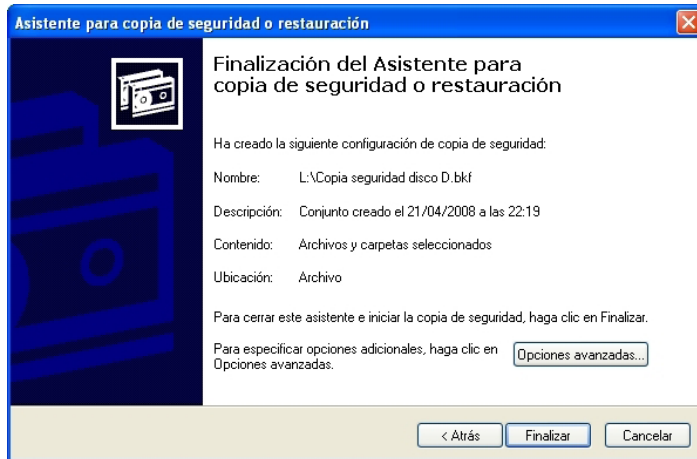 Asistente para copia de seguridad o restauración
Finalización del Asistente para
copia de seguridad o restauración
Ha creado la siguiente configuración de copia de seguridad:
Nombre: L:\Copia seguridad disco D.bkf
Descripción: Conjunto creado el 21/04/2008 a las 22:19
Contenido: Archivos y carpetas seleccionados
Ubicación: Archivo
Para cerrar este asistente e iniciar la copia de seguridad, haga clic en Finalizar.
Para especificar opciones adicionales, haga clic en
Opciones avanzadas.
Opciones avanzadas...
< Atrás Finalizar Cancelar